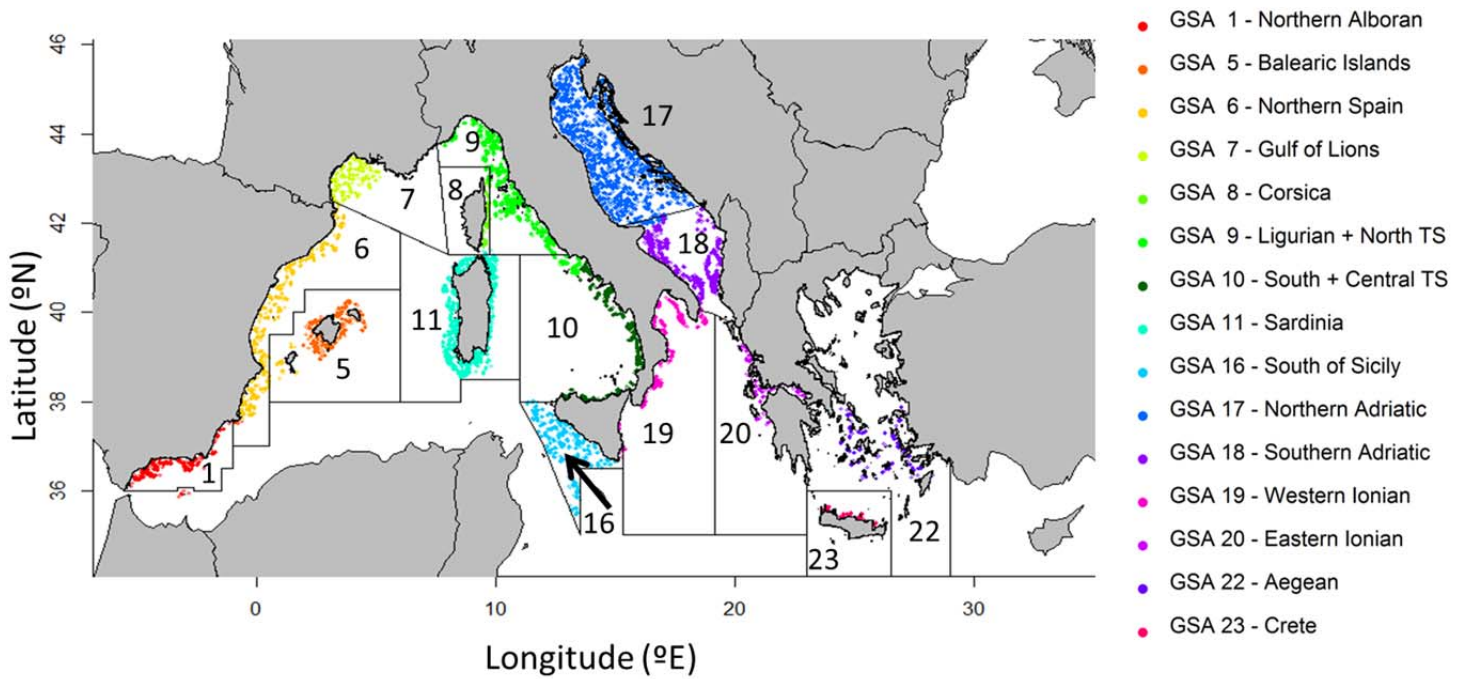 46
44
42
40
38
36
Latitude (ºN)
0
10
20
30
Longitude (ºE)
17
9
8
7
6
18
11
10
5
19
20
1
16
22
23
GSA 1 - Northern Alboran
GSA 5 - Balearic Islands
GSA 6 - Northern Spain
GSA 7 - Gulf of Lions
GSA 8 - Corsica
GSA 9 - Ligurian + North TS
GSA 10 - South + Central TS
GSA 11 - Sardinia
GSA 16 - South of Sicily
GSA 17 - Northern Adriatic
GSA 18 - Southern Adriatic
GSA 19 - Western Ionian
GSA 20 - Eastern Ionian
GSA 22 - Aegean
GSA 23 - Crete